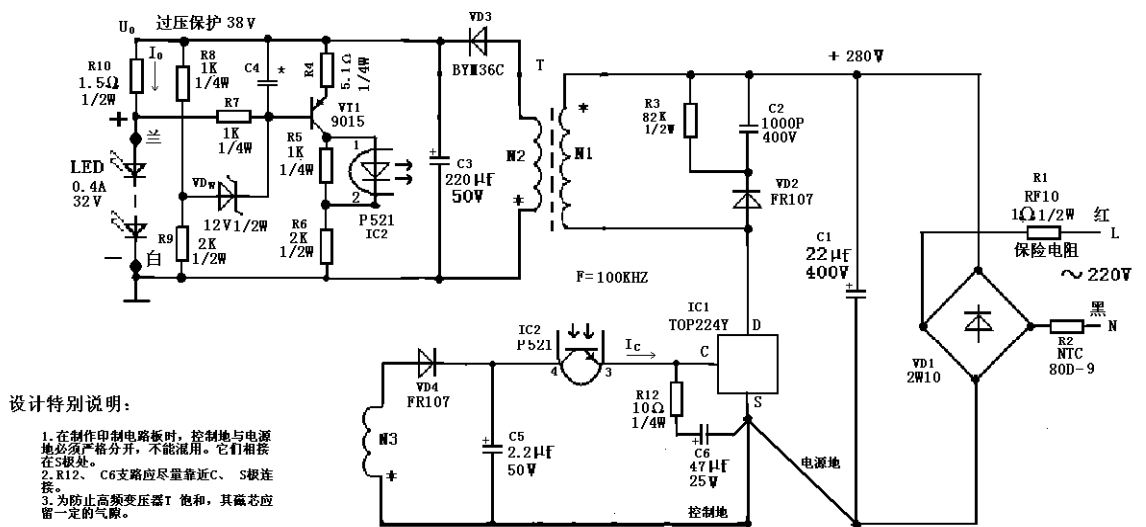 U₀ 过压保护 38V
R10
1.5Ω
1/2W
I₀
R8
1K
1/4W
C4 *
R4
5.1Ω
1/4W
VD3
BYM36C
T
+ 280V
+
兰
R7
1K
1/4W
VT1
9015
R5
1K
1/4W
1
2
P521
IC2
LED
0.4A
32V
VDw
12V 1/2W
R9
2K
1/2W
R6
2K
1/2W
一
白
+
C3
220µf
50V
N2
*
*
N1
R3
82K
1/2W
C2
1000P
400V
VD2
FR107
C1
22µf
400V
+
R1
RF10
1Ω 1/2W
保险电阻
红
L
～220V
黑
N
R2
NTC
80D-9
VD1
2W10
F=100KHZ
IC1
TOP224Y
D
C
S
IC2
P521
4
3
Ic
VD4
FR107
N3
*
+
C5
2.2µf
50V
R12
10Ω
1/4W
+
C6
47µf
25V
电源地
控制地
设计特别说明：
1.在制作印制电路板时，控制地与电源
地必须严格分开，不能混用。它们相接
在S极处。
2.R12、 C6支路应尽量靠近C、 S极连
接。
3.为防止高频变压器T 饱和，其磁芯应
留一定的气隙。